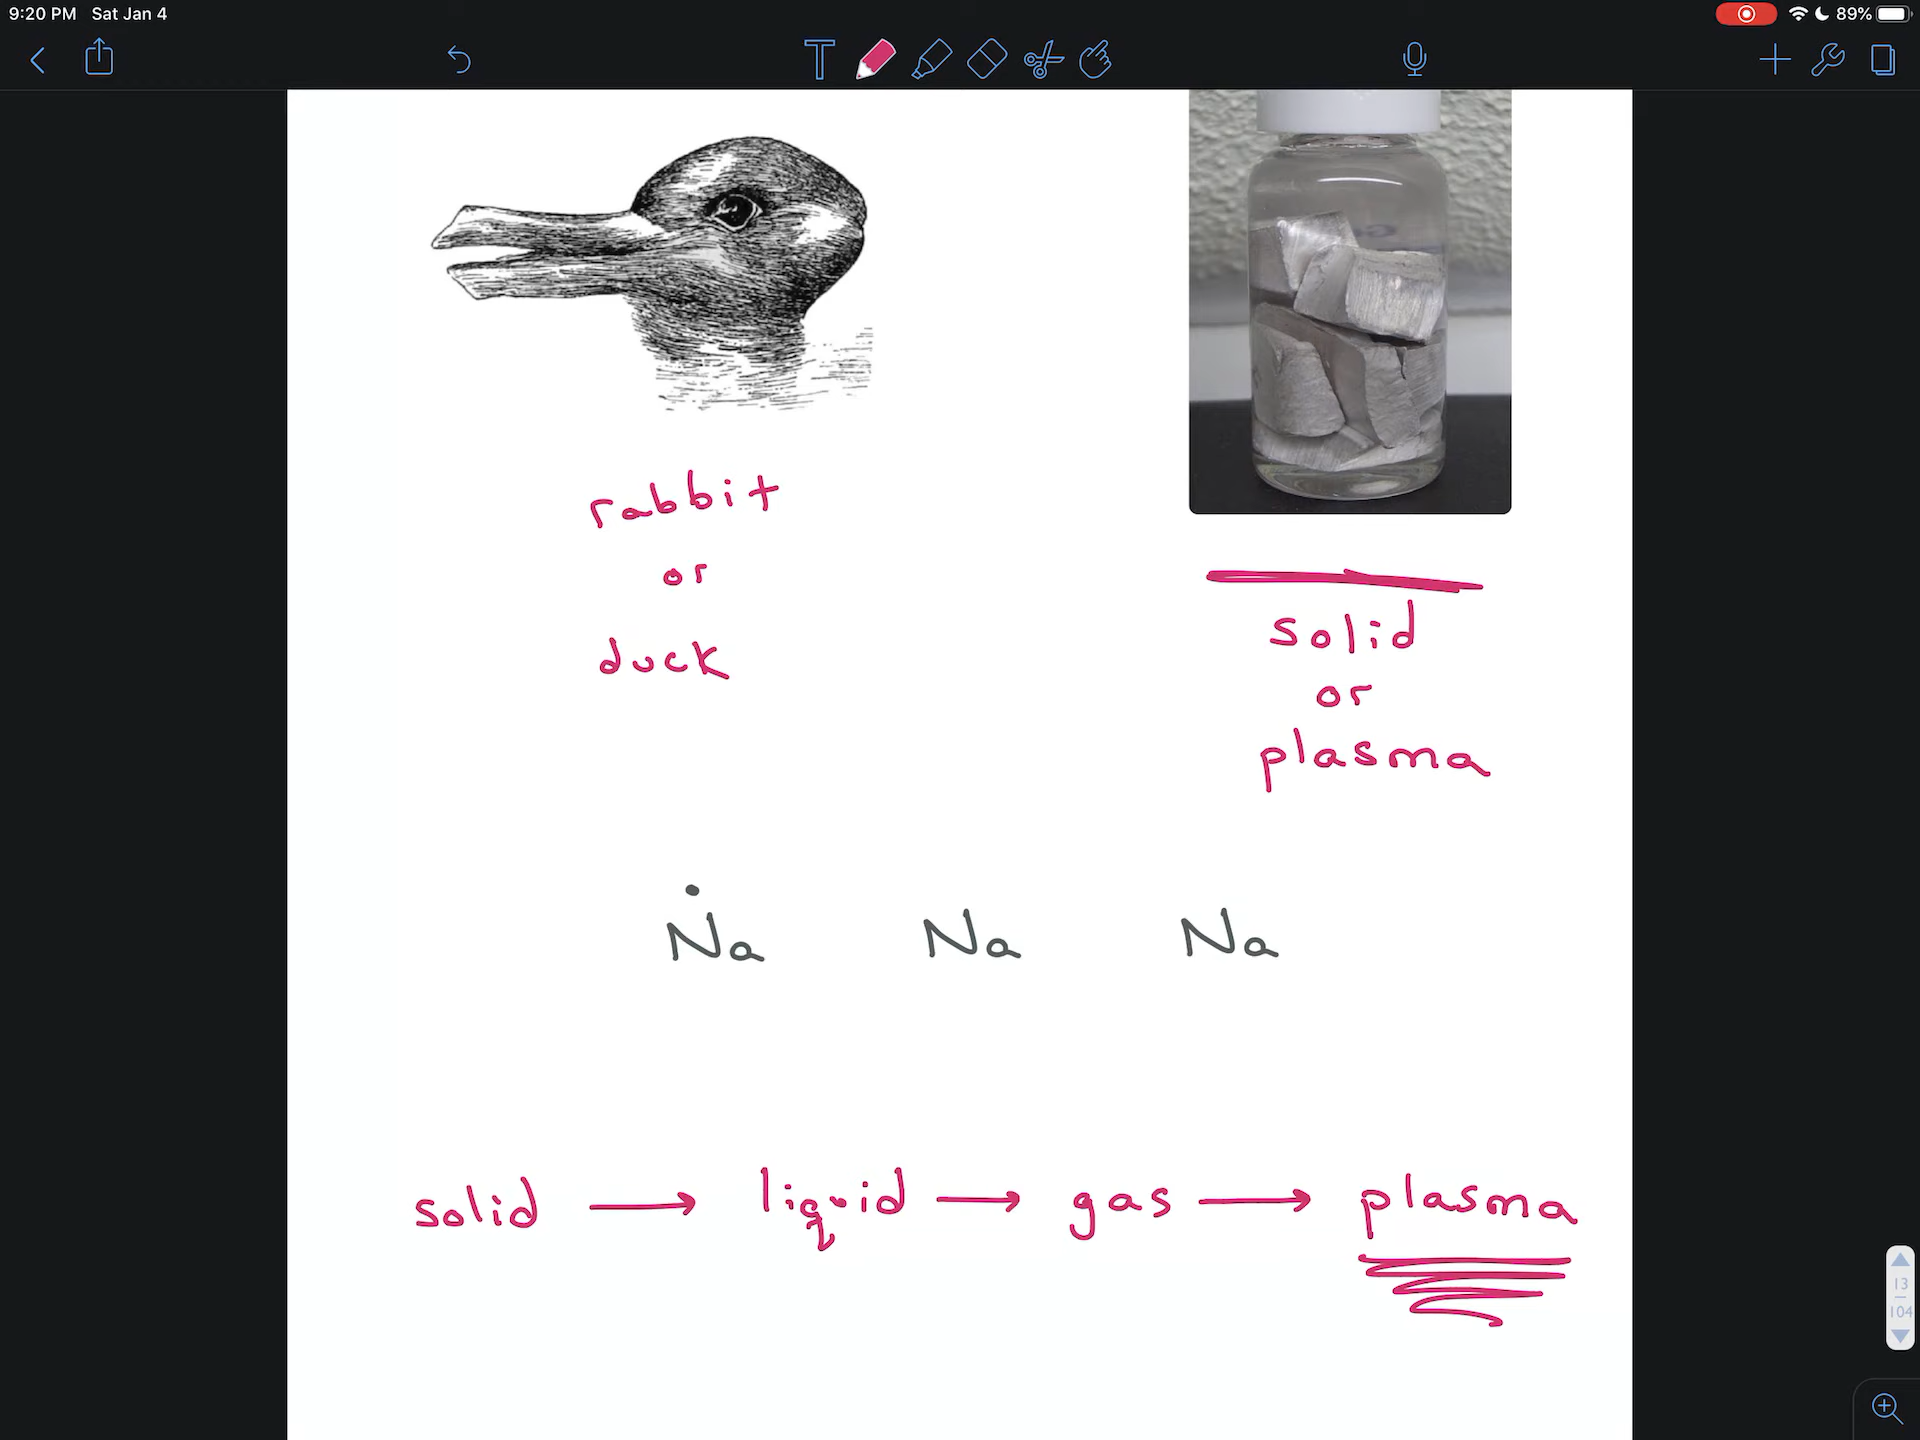 9:20 PM Sat Jan 4
89%
T
rabbit
or
duck
solid
or
plasma
Na Na Na
solid → liquid → gas → plasma
13
104